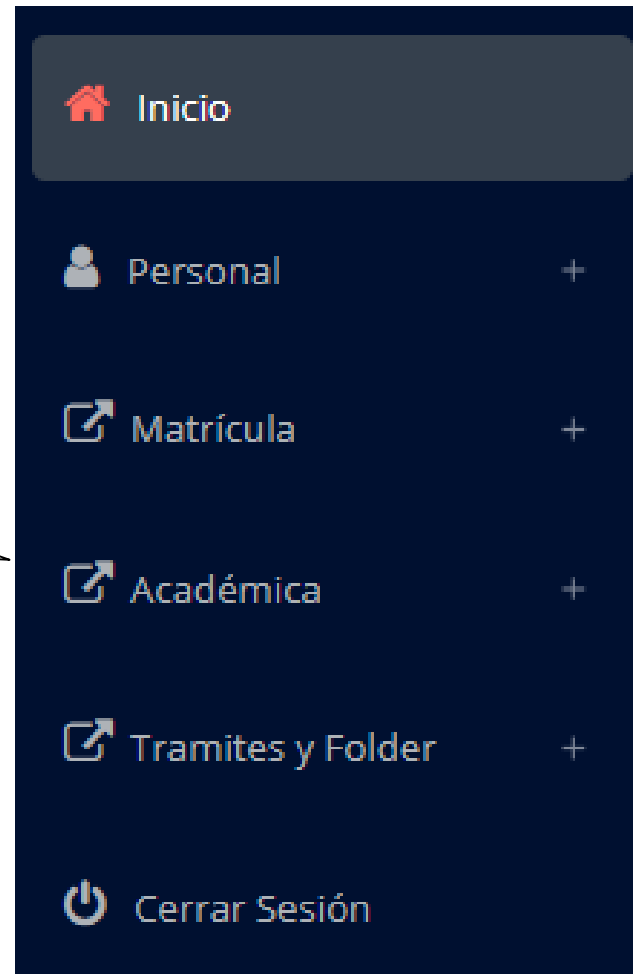 Inicio
Personal +
Matrícula +
Académica +
Tramites y Folder +
Cerrar Sesión